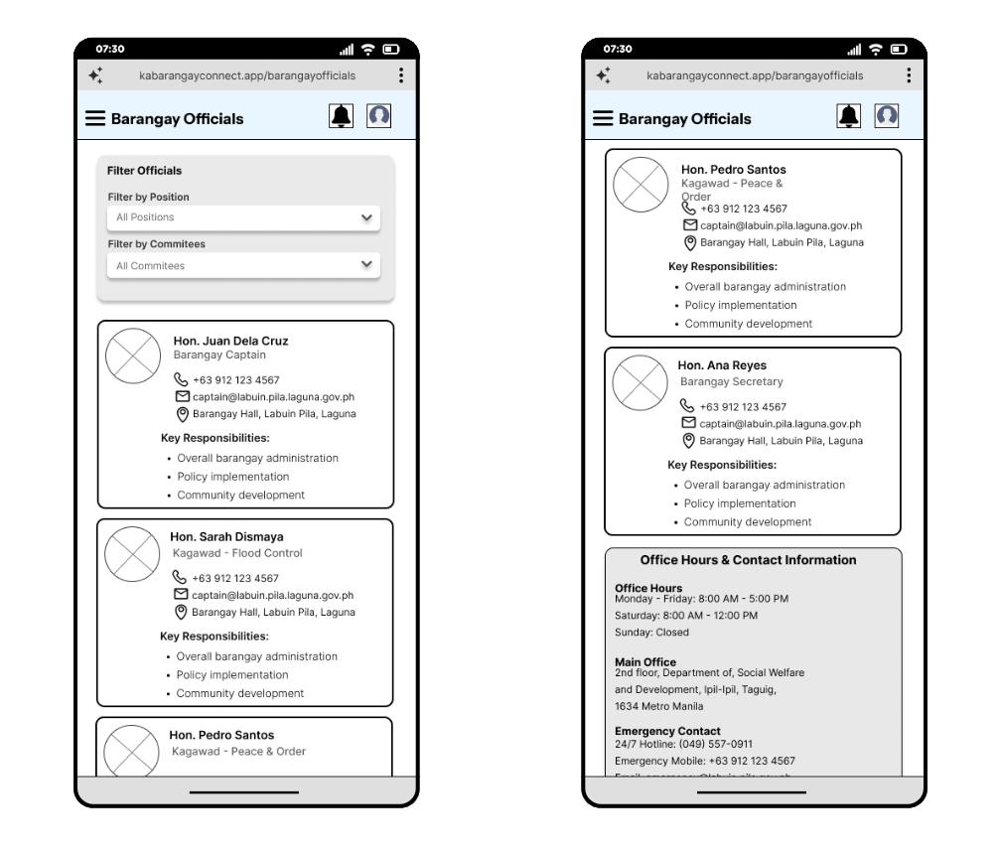 07:30
kabarangayconnect.app/barangayofficials
Barangay Officials
Filter Officials
Filter by Position
All Positions
Filter by Commitees
All Commitees
Hon. Juan Dela Cruz
Barangay Captain
+63 912 123 4567
captain@labuin.pila.laguna.gov.ph
Barangay Hall, Labuin Pila, Laguna
Key Responsibilities:
• Overall barangay administration
• Policy implementation
• Community development
Hon. Sarah Dismaya
Kagawad - Flood Control
+63 912 123 4567
captain@labuin.pila.laguna.gov.ph
Barangay Hall, Labuin Pila, Laguna
Key Responsibilities:
• Overall barangay administration
• Policy implementation
• Community development
Hon. Pedro Santos
Kagawad - Peace & Order
07:30
kabarangayconnect.app/barangayofficials
Barangay Officials
Hon. Pedro Santos
Kagawad - Peace &
Order
+63 912 123 4567
captain@labuin.pila.laguna.gov.ph
Barangay Hall, Labuin Pila, Laguna
Key Responsibilities:
• Overall barangay administration
• Policy implementation
• Community development
Hon. Ana Reyes
Barangay Secretary
+63 912 123 4567
captain@labuin.pila.laguna.gov.ph
Barangay Hall, Labuin Pila, Laguna
Key Responsibilities:
• Overall barangay administration
• Policy implementation
• Community development
Office Hours & Contact Information
Office Hours
Monday - Friday: 8:00 AM - 5:00 PM
Saturday: 8:00 AM - 12:00 PM
Sunday: Closed
Main Office
2nd floor, Department of, Social Welfare
and Development, Ipil-Ipil, Taguig,
1634 Metro Manila
Emergency Contact
24/7 Hotline: (049) 557-0911
Emergency Mobile: +63 912 123 4567